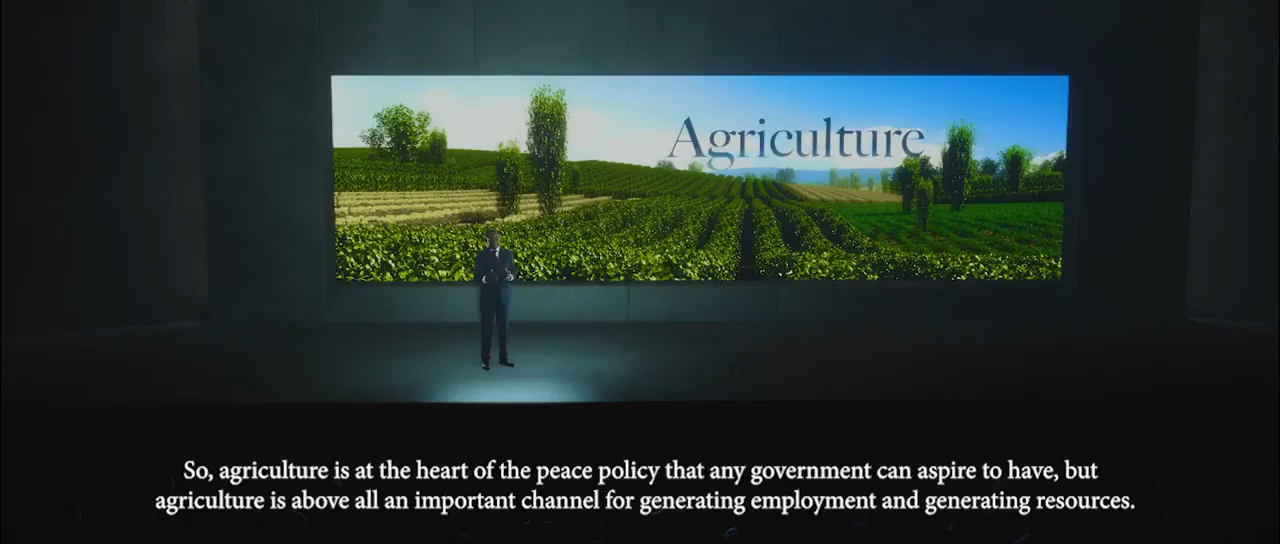 Agriculture
So, agriculture is at the heart of the peace policy that any government can aspire to have, but
agriculture is above all an important channel for generating employment and generating resources.